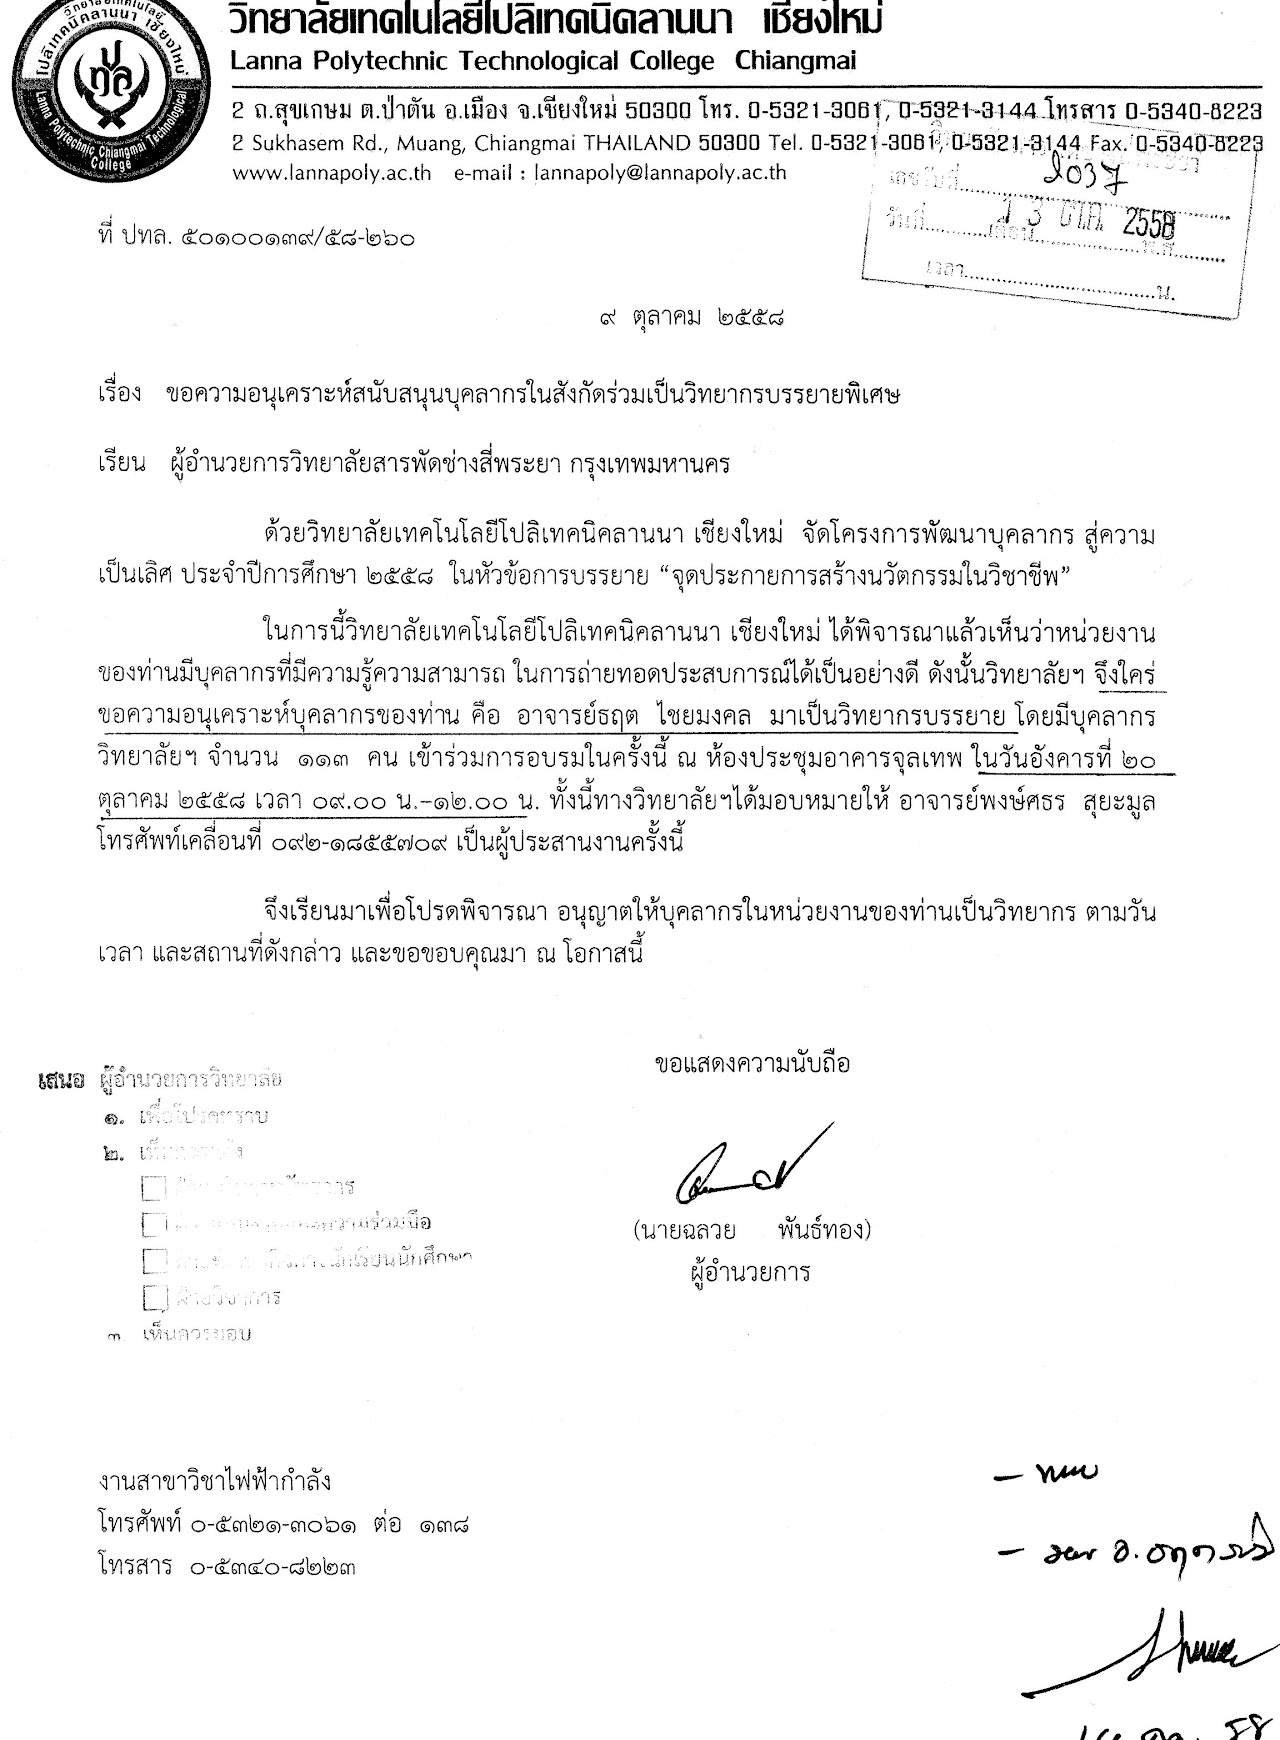 วิทยาลัยเทคโนโลยีโปลิเทคนิคลานนา เชียงใหม่
Lanna Polytechnic Technological College Chiangmai
2 ถ.สุขเกษม ต.ป่าตัน อ.เมือง จ.เชียงใหม่ 50300 โทร. 0-5321-3061, 0-5321-3144 โทรสาร 0-5340-8223
2 Sukhasem Rd., Muang, Chiangmai THAILAND 50300 Tel. 0-5321-3061, 0-5321-3144 Fax. 0-5340-8223
www.lannapoly.ac.th e-mail : lannapoly@lannapoly.ac.th
โปลิเทคนิคลานนา เชียงใหม่
ปทล
Lanna Polytechnic Chiangmai Technological College
เลขรับที่ 2037
วันที่ 13 ต.ค. 2558 เดือน พ.ศ.
เวลา น.
ที่ ปทล. ๕๐๑๐๐๑๓๙/๕๘-๒๖๐
๙ ตุลาคม ๒๕๕๘
เรื่อง ขอความอนุเคราะห์สนับสนุนบุคลากรในสังกัดร่วมเป็นวิทยากรบรรยายพิเศษ
เรียน ผู้อำนวยการวิทยาลัยสารพัดช่างสี่พระยา กรุงเทพมหานคร
ด้วยวิทยาลัยเทคโนโลยีโปลิเทคนิคลานนา เชียงใหม่ จัดโครงการพัฒนาบุคลากร สู่ความ
เป็นเลิศ ประจำปีการศึกษา ๒๕๕๘ ในหัวข้อการบรรยาย “จุดประกายการสร้างนวัตกรรมในวิชาชีพ”
ในการนี้วิทยาลัยเทคโนโลยีโปลิเทคนิคลานนา เชียงใหม่ ได้พิจารณาแล้วเห็นว่าหน่วยงาน
ของท่านมีบุคลากรที่มีความรู้ความสามารถ ในการถ่ายทอดประสบการณ์ได้เป็นอย่างดี ดังนั้นวิทยาลัยฯ จึงใคร่
ขอความอนุเคราะห์บุคลากรของท่าน คือ อาจารย์ธฤต ไชยมงคล มาเป็นวิทยากรบรรยาย โดยมีบุคลากร
วิทยาลัยฯ จำนวน ๑๑๓ คน เข้าร่วมการอบรมในครั้งนี้ ณ ห้องประชุมอาคารจุลเทพ ในวันอังคารที่ ๒๐
ตุลาคม ๒๕๕๘ เวลา ๐๙.๐๐ น.-๑๒.๐๐ น. ทั้งนี้ทางวิทยาลัยฯได้มอบหมายให้ อาจารย์พงษ์ศธร สุยะมูล
โทรศัพท์เคลื่อนที่ ๐๙๒-๑๘๕๕๗๐๙ เป็นผู้ประสานงานครั้งนี้
จึงเรียนมาเพื่อโปรดพิจารณา อนุญาตให้บุคลากรในหน่วยงานของท่านเป็นวิทยากร ตามวัน
เวลา และสถานที่ดังกล่าว และขอขอบคุณมา ณ โอกาสนี้
ขอแสดงความนับถือ
(นายฉลวย พันธ์ทอง)
ผู้อำนวยการ
เสนอ ผู้อำนวยการวิทยาลัย
๑. เพื่อโปรดทราบ
๒.
ความร่วมมือ
นักเรียนนักศึกษา
ฝ่ายวิชาการ
๓ เห็นควรมอบ
งานสาขาวิชาไฟฟ้ากำลัง
โทรศัพท์ ๐-๕๓๒๑-๓๐๖๑ ต่อ ๑๓๘
โทรสาร ๐-๕๓๔๐-๘๒๒๓
– ทราบ